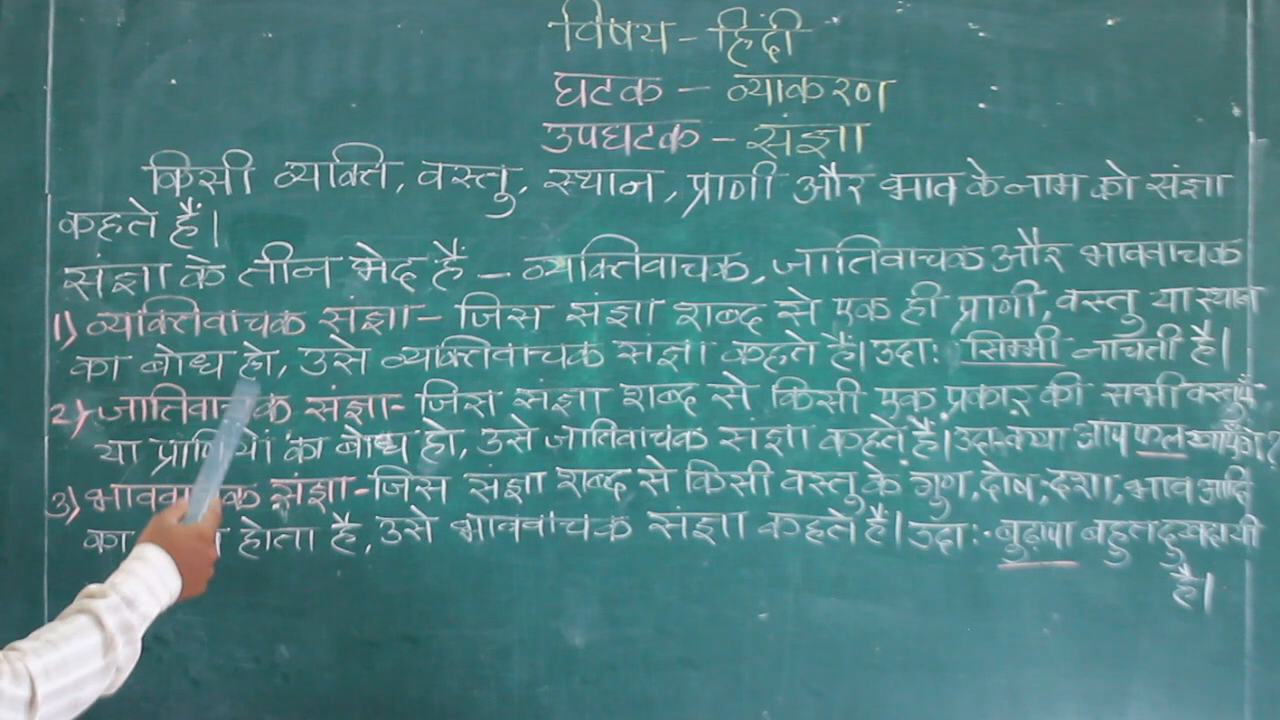 विषय - हिंदी
घटक - व्याकरण
उपघटक - संज्ञा
किसी व्यक्ति, वस्तु, स्थान, प्राणी और भाव के नाम को संज्ञा
कहते हैं।
संज्ञा के तीन भेद हैं - व्यक्तिवाचक, जातिवाचक और भाववाचक
1) व्यक्तिवाचक संज्ञा - जिस संज्ञा शब्द से एक ही प्राणी, वस्तु या स्थान
का बोध हो, उसे व्यक्तिवाचक संज्ञा कहते हैं। उदाः सिम्मी नाचती है।
2) जातिवाचक संज्ञा - जिस संज्ञा शब्द से किसी एक प्रकार की सभी वस्तुएँ
या प्राणियों का बोध हो, उसे जातिवाचक संज्ञा कहते हैं। उदाः क्या आप फल
3) भाववाचक संज्ञा - जिस संज्ञा शब्द से किसी वस्तु के गुण, दोष, दशा, भाव आदि
का होता है, उसे भाववाचक संज्ञा कहते हैं। उदाः- बुढ़ापा बहुत दुखदायी
है।